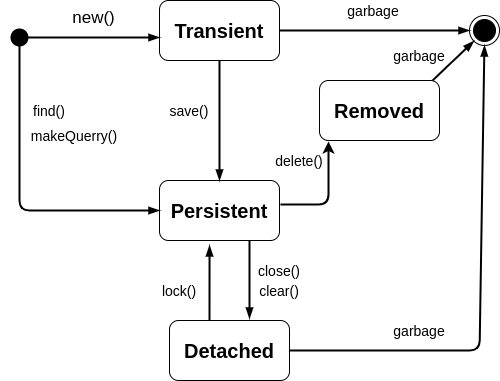 new()
Transient
garbage
garbage
find()
makeQuerry()
save()
Removed
delete()
Persistent
close()
clear()
lock()
garbage
Detached